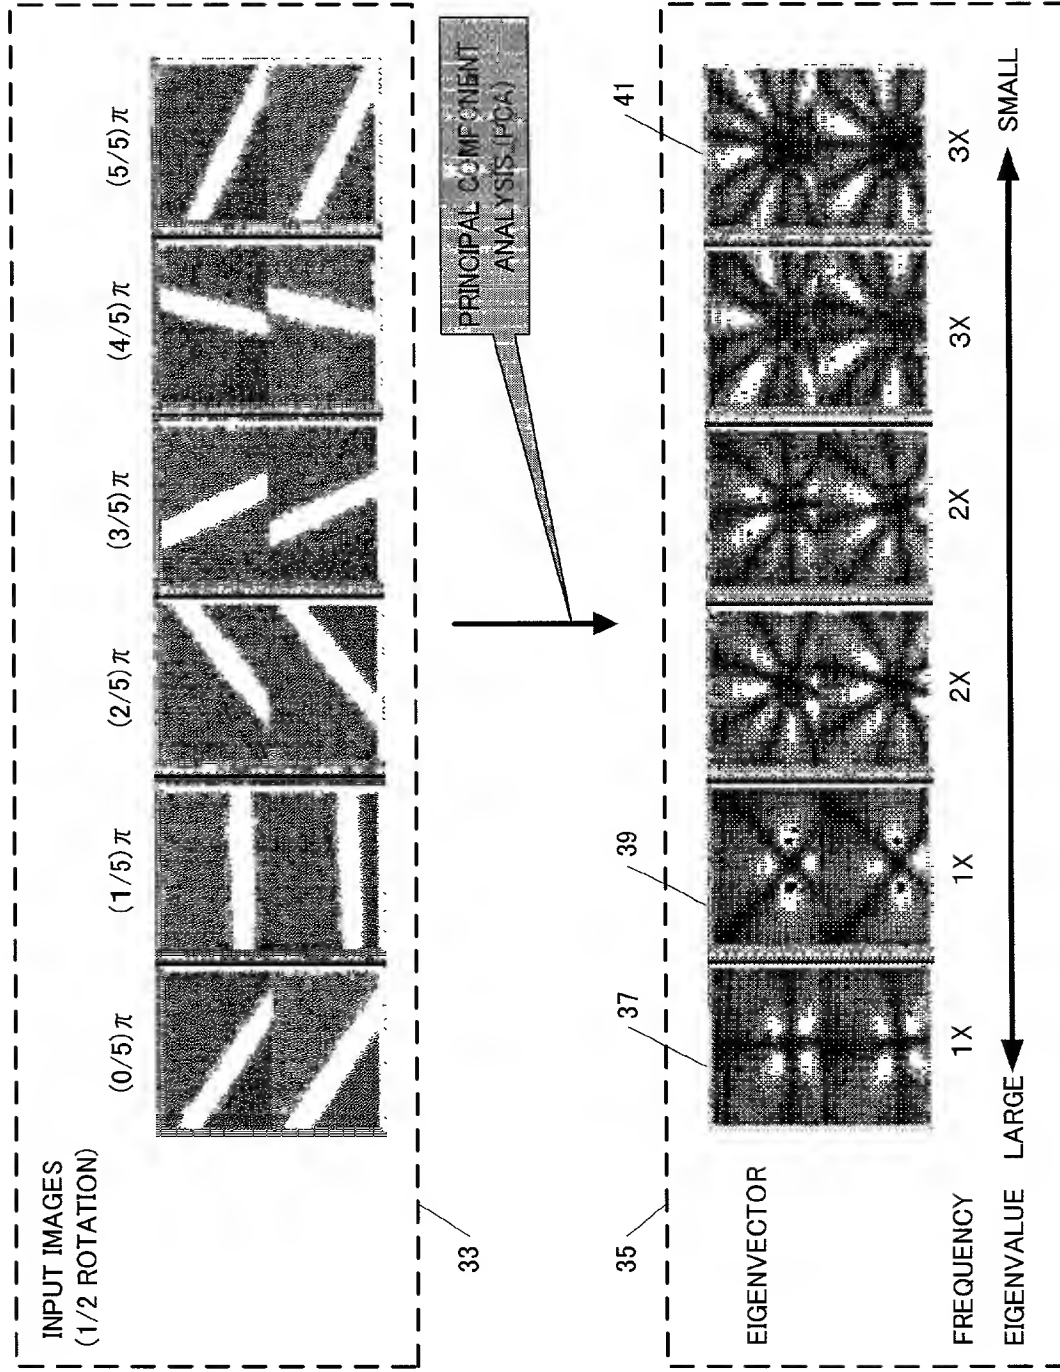 INPUT IMAGES
(1/2 ROTATION)
(0/5)π (1/5)π (2/5)π (3/5)π (4/5)π (5/5)π
33
PRINCIPAL COMPONENT
ANALYSIS (PCA)
35
37 39 41
EIGENVECTOR
FREQUENCY 1X 1X 2X 2X 3X 3X
EIGENVALUE LARGE SMALL